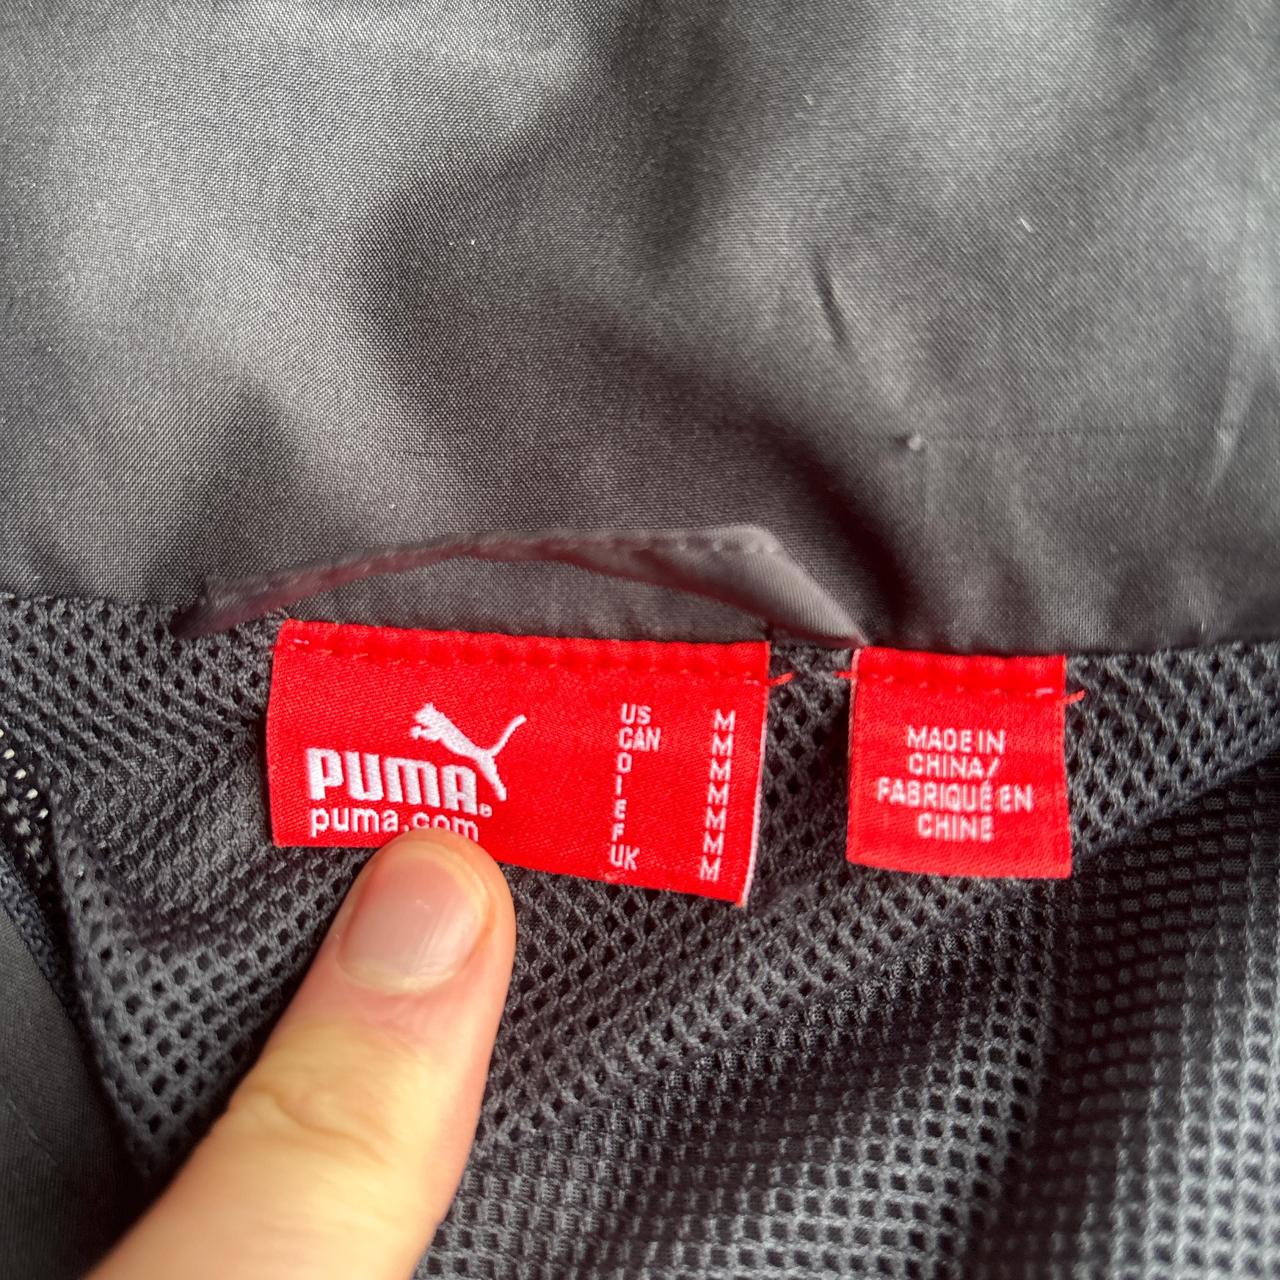 PUMA®
puma.com
US M
CAN M
D M
I M
E M
F M
UK M
MADE IN
CHINA/
FABRIQUÉ EN
CHINE